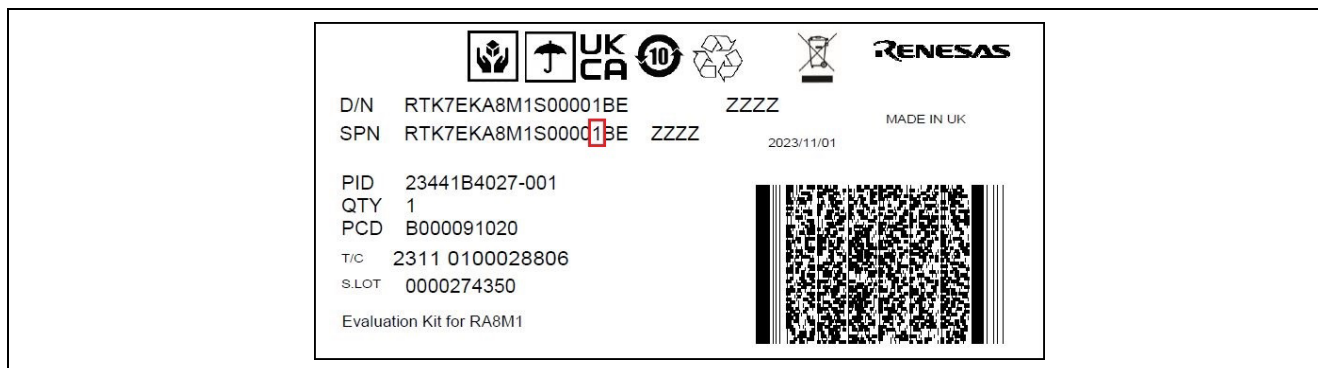 UK
CA
10
RENESAS
D/N RTK7EKA8M1S00001BE ZZZZ
MADE IN UK
SPN RTK7EKA8M1S00001BE ZZZZ
2023/11/01
PID 23441B4027-001
QTY 1
PCD B000091020
T/C 2311 0100028806
S.LOT 0000274350
Evaluation Kit for RA8M1